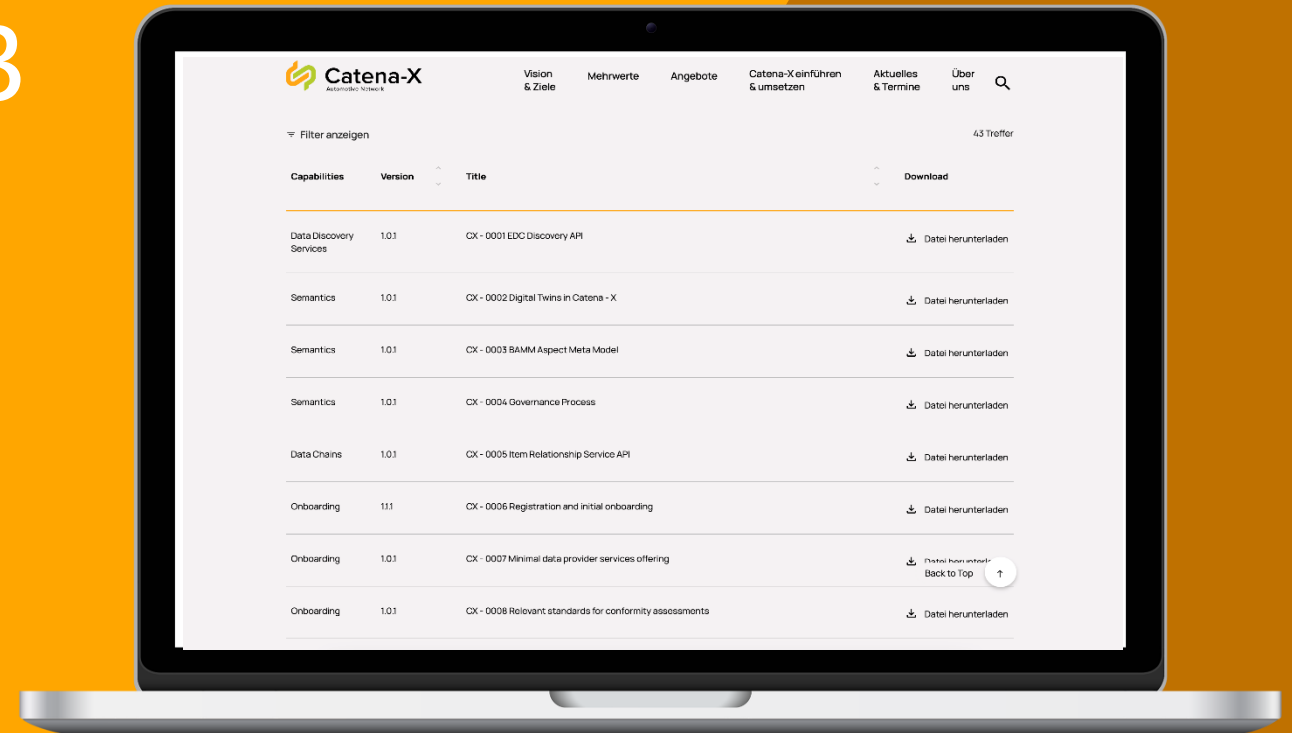 3
Catena-X
Automotive Network
Vision & Ziele
Mehrwerte
Angebote
Catena-X einführen & umsetzen
Aktuelles & Termine
Über uns
Filter anzeigen
43 Treffer
Capabilities Version Title Download
Data Discovery Services 1.0.1 CX - 0001 EDC Discovery API Datei herunterladen
Semantics 1.0.1 CX - 0002 Digital Twins in Catena - X Datei herunterladen
Semantics 1.0.1 CX - 0003 BAMM Aspect Meta Model Datei herunterladen
Semantics 1.0.1 CX - 0004 Governance Process Datei herunterladen
Data Chains 1.0.1 CX - 0005 Item Relationship Service API Datei herunterladen
Onboarding 1.1.1 CX - 0006 Registration and initial onboarding Datei herunterladen
Onboarding 1.0.1 CX - 0007 Minimal data provider services offering Datei
Back to Top
Onboarding 1.0.1 CX - 0008 Relevant standards for conformity assessments Datei herunterladen